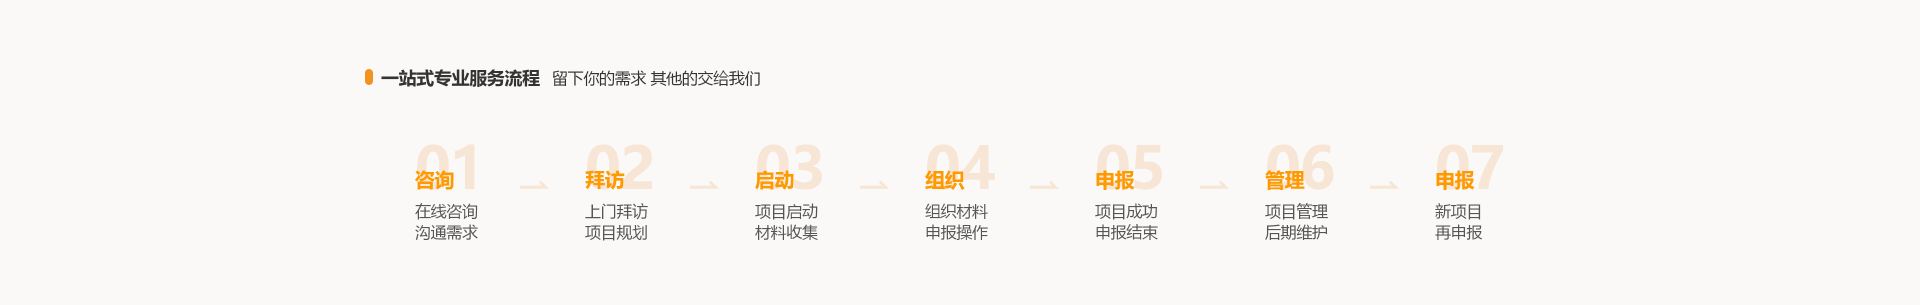 一站式专业服务流程 留下你的需求 其他的交给我们
01
咨询
在线咨询
沟通需求
02
拜访
上门拜访
项目规划
03
启动
项目启动
材料收集
04
组织
组织材料
申报操作
05
申报
项目成功
申报结束
06
管理
项目管理
后期维护
07
申报
新项目
再申报